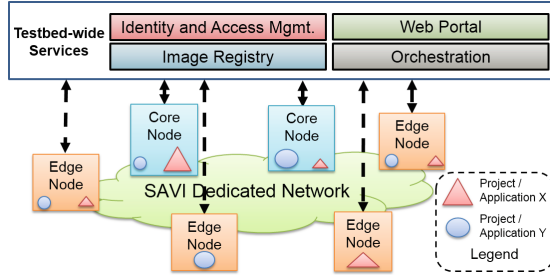 Testbed-wide
Services
Identity and Access Mgmt.
Web Portal
Image Registry
Orchestration
Core
Node
Core
Node
Edge
Node
Edge
Node
SAVI Dedicated Network
Edge
Node
Edge
Node
Project /
Application X
Project /
Application Y
Legend